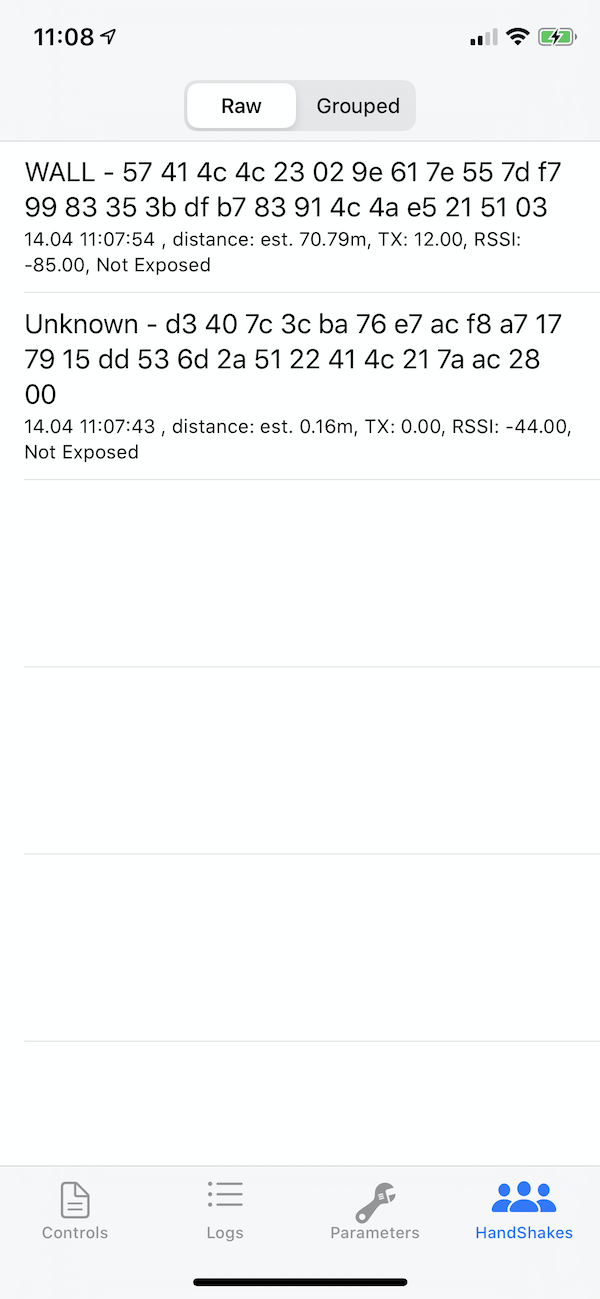 11:08
Raw Grouped
WALL - 57 41 4c 4c 23 02 9e 61 7e 55 7d f7
99 83 35 3b df b7 83 91 4c 4a e5 21 51 03
14.04 11:07:54 , distance: est. 70.79m, TX: 12.00, RSSI:
-85.00, Not Exposed
Unknown - d3 40 7c 3c ba 76 e7 ac f8 a7 17
79 15 dd 53 6d 2a 51 22 41 4c 21 7a ac 28
00
14.04 11:07:43 , distance: est. 0.16m, TX: 0.00, RSSI: -44.00,
Not Exposed
Controls Logs Parameters HandShakes